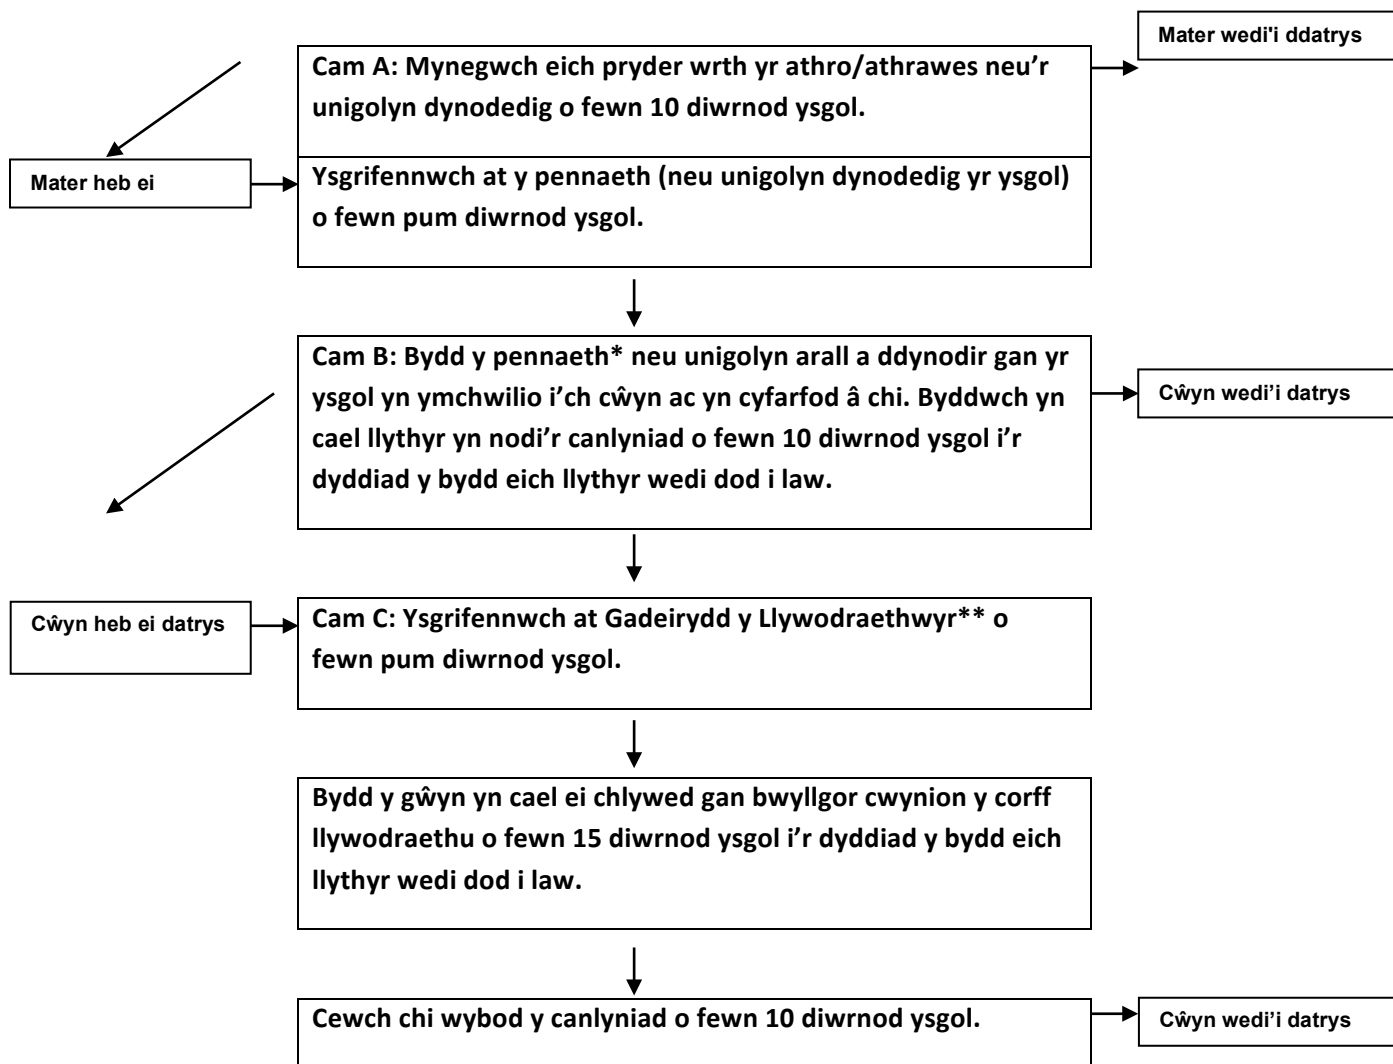 Mater wedi'i ddatrys
Cam A: Mynegwch eich pryder wrth yr athro/athrawes neu’r
unigolyn dynodedig o fewn 10 diwrnod ysgol.
Mater heb ei
Ysgrifennwch at y pennaeth (neu unigolyn dynodedig yr ysgol)
o fewn pum diwrnod ysgol.
Cam B: Bydd y pennaeth* neu unigolyn arall a ddynodir gan yr
ysgol yn ymchwilio i’ch cŵyn ac yn cyfarfod â chi. Byddwch yn
cael llythyr yn nodi’r canlyniad o fewn 10 diwrnod ysgol i’r
dyddiad y bydd eich llythyr wedi dod i law.
Cŵyn wedi’i datrys
Cŵyn heb ei datrys
Cam C: Ysgrifennwch at Gadeirydd y Llywodraethwyr** o
fewn pum diwrnod ysgol.
Bydd y gŵyn yn cael ei chlywed gan bwyllgor cwynion y corff
llywodraethu o fewn 15 diwrnod ysgol i’r dyddiad y bydd eich
llythyr wedi dod i law.
Cewch chi wybod y canlyniad o fewn 10 diwrnod ysgol.
Cŵyn wedi’i datrys